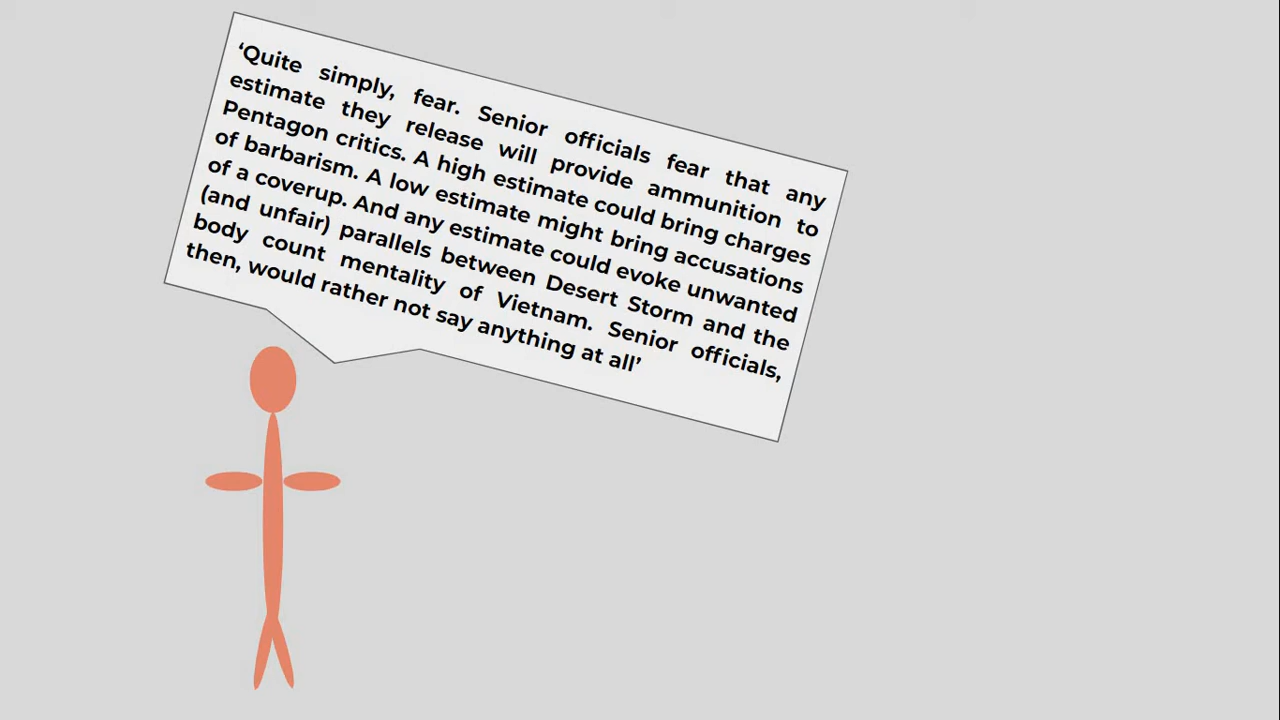 ‘Quite simply, fear. Senior officials fear that any
estimate they release will provide ammunition to
Pentagon critics. A high estimate could bring charges
of barbarism. A low estimate might bring accusations
of a coverup. And any estimate could evoke unwanted
(and unfair) parallels between Desert Storm and the
body count mentality of Vietnam. Senior officials,
then, would rather not say anything at all’